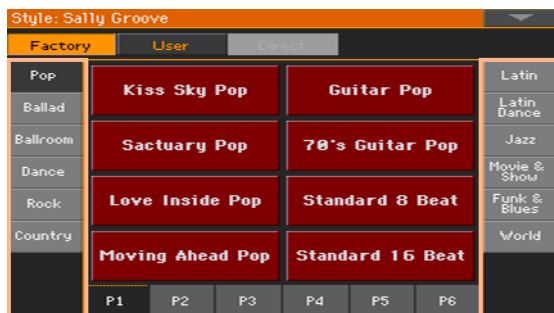 Style: Sally Groove
Factory User Direct
Pop
Ballad
Ballroom
Dance
Rock
Country
Kiss Sky Pop
Guitar Pop
Sactuary Pop
70's Guitar Pop
Love Inside Pop
Standard 8 Beat
Moving Ahead Pop
Standard 16 Beat
Latin
Latin
Dance
Jazz
Movie &
Show
Funk &
Blues
World
P1 P2 P3 P4 P5 P6